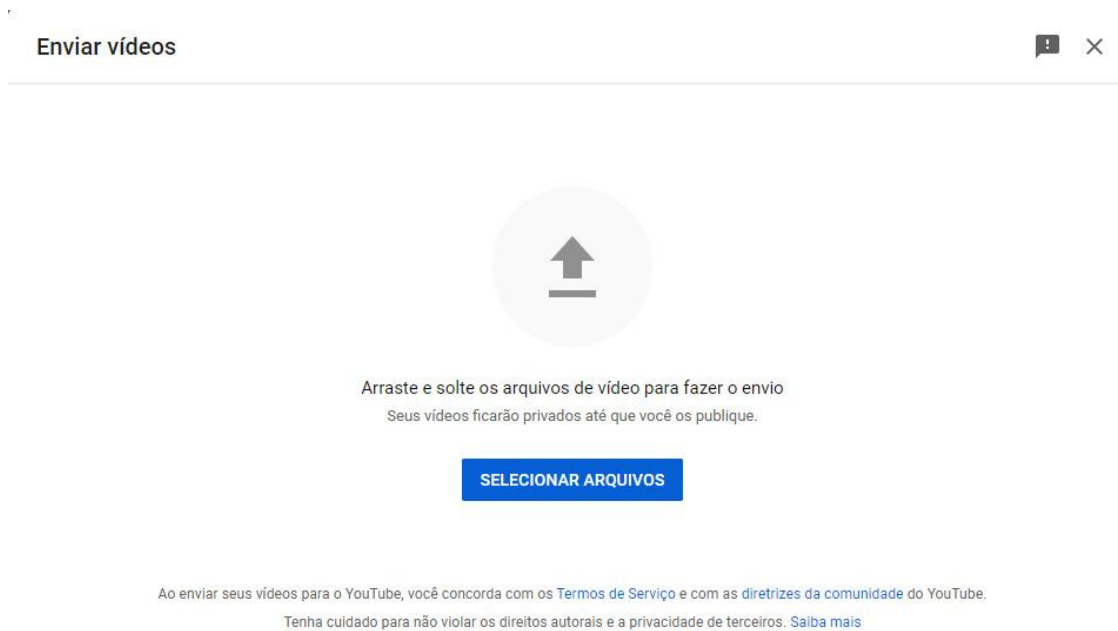 Enviar vídeos
Arraste e solte os arquivos de vídeo para fazer o envio
Seus vídeos ficarão privados até que você os publique.
SELECIONAR ARQUIVOS
Ao enviar seus vídeos para o YouTube, você concorda com os Termos de Serviço e com as diretrizes da comunidade do YouTube.
Tenha cuidado para não violar os direitos autorais e a privacidade de terceiros. Saiba mais